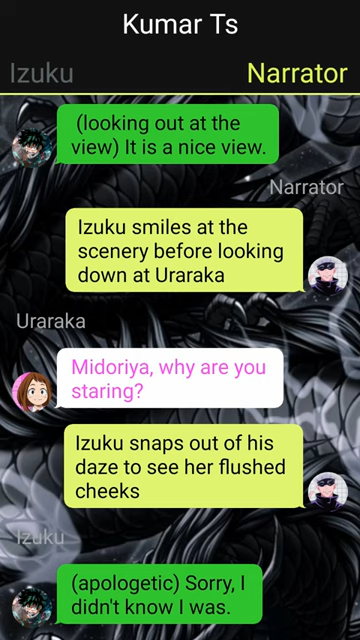 Kumar Ts
Izuku Narrator
(looking out at the
view) It is a nice view.
Narrator
Izuku smiles at the
scenery before looking
down at Uraraka
Uraraka
Midoriya, why are you
staring?
Izuku snaps out of his
daze to see her flushed
cheeks
Izuku
(apologetic) Sorry, I
didn't know I was.